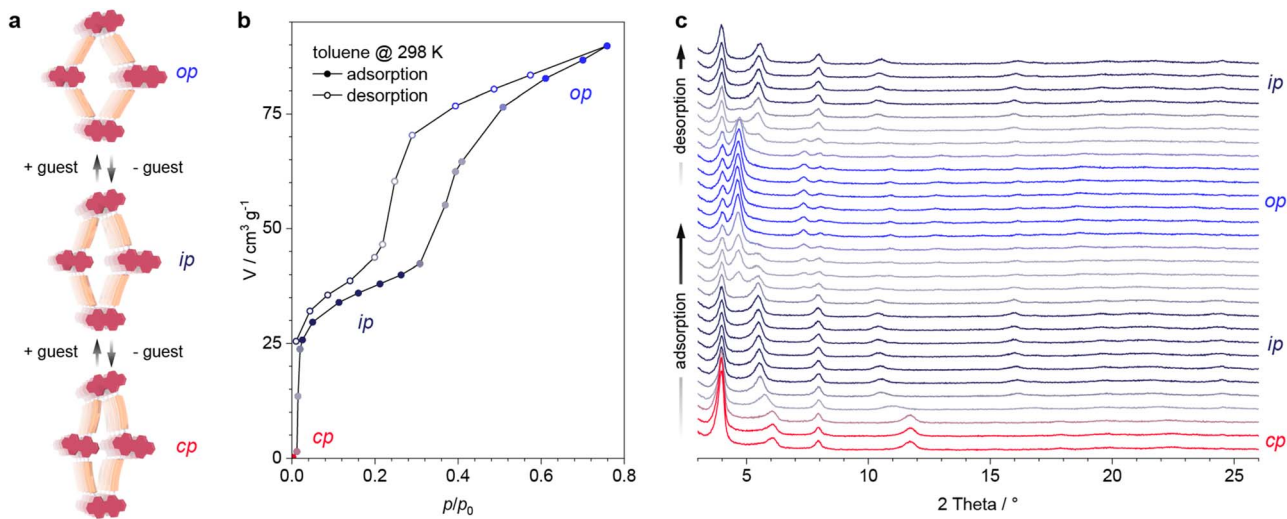 a
op
+ guest - guest
ip
+ guest - guest
cp
b
toluene @ 298 K
adsorption
desorption
op
ip
cp
V / cm³ g⁻¹
75
50
25
0
0.0 0.2 0.4 0.6 0.8
p/p₀
c
desorption
adsorption
ip
op
ip
cp
5 10 15 20 25
2 Theta / °